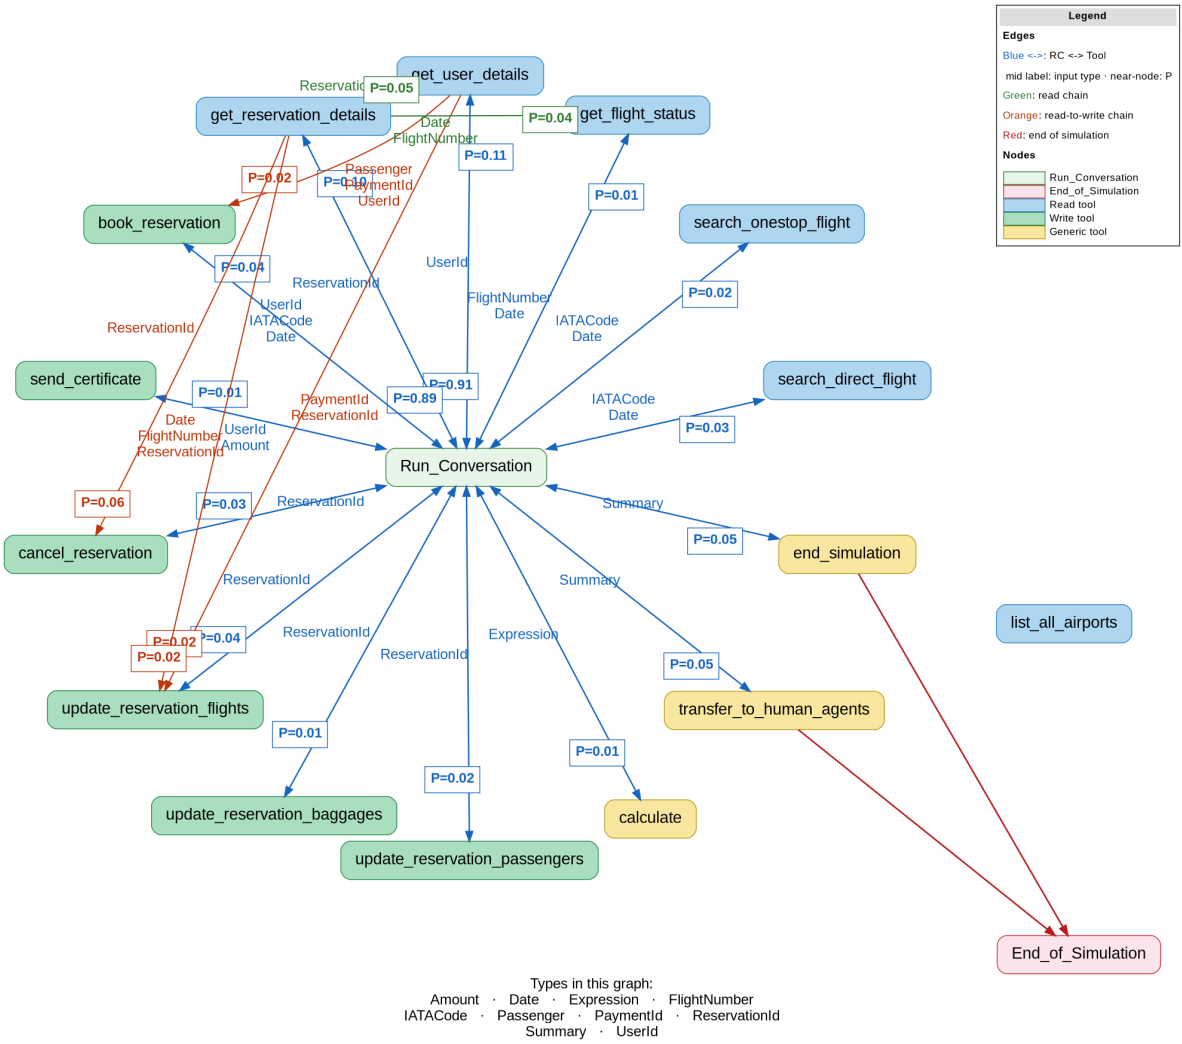 Legend
Edges
Blue <->: RC <-> Tool
mid label: input type · near-node: P
Green: read chain
Orange: read-to-write chain
Red: end of simulation
Nodes
Run_Conversation
End_of_Simulation
Read tool
Write tool
Generic tool
get_user_details
P=0.05
get_reservation_details
get_flight_status
P=0.04
Date
FlightNumber
P=0.11
Passenger
PaymentId
UserId
P=0.02
P=0.10
P=0.01
book_reservation
search_onestop_flight
P=0.04
UserId
ReservationId
P=0.02
UserId
IATACode
Date
FlightNumber
Date
IATACode
Date
ReservationId
send_certificate
P=0.01
P=0.91
P=0.89
search_direct_flight
PaymentId
ReservationId
IATACode
Date
P=0.03
Date
FlightNumber
ReservationId
UserId
Amount
Run_Conversation
P=0.06
P=0.03
ReservationId
Summary
P=0.05
cancel_reservation
end_simulation
ReservationId
Summary
list_all_airports
P=0.02
P=0.02
P=0.04
ReservationId
ReservationId
Expression
P=0.05
update_reservation_flights
transfer_to_human_agents
P=0.01
P=0.02
P=0.01
update_reservation_baggages
calculate
update_reservation_passengers
End_of_Simulation
Types in this graph:
Amount · Date · Expression · FlightNumber
IATACode · Passenger · PaymentId · ReservationId
Summary · UserId